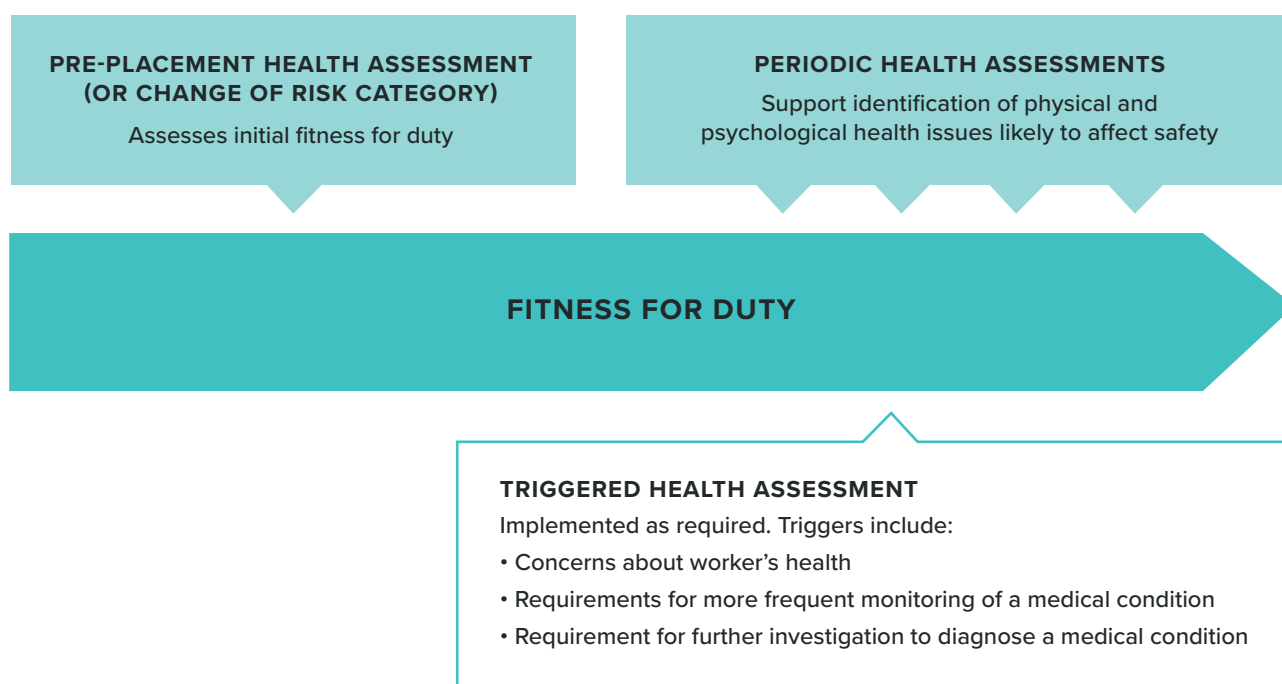 PRE-PLACEMENT HEALTH ASSESSMENT
(OR CHANGE OF RISK CATEGORY)
Assesses initial fitness for duty
PERIODIC HEALTH ASSESSMENTS
Support identification of physical and
psychological health issues likely to affect safety
FITNESS FOR DUTY
TRIGGERED HEALTH ASSESSMENT
Implemented as required. Triggers include:
• Concerns about worker’s health
• Requirements for more frequent monitoring of a medical condition
• Requirement for further investigation to diagnose a medical condition